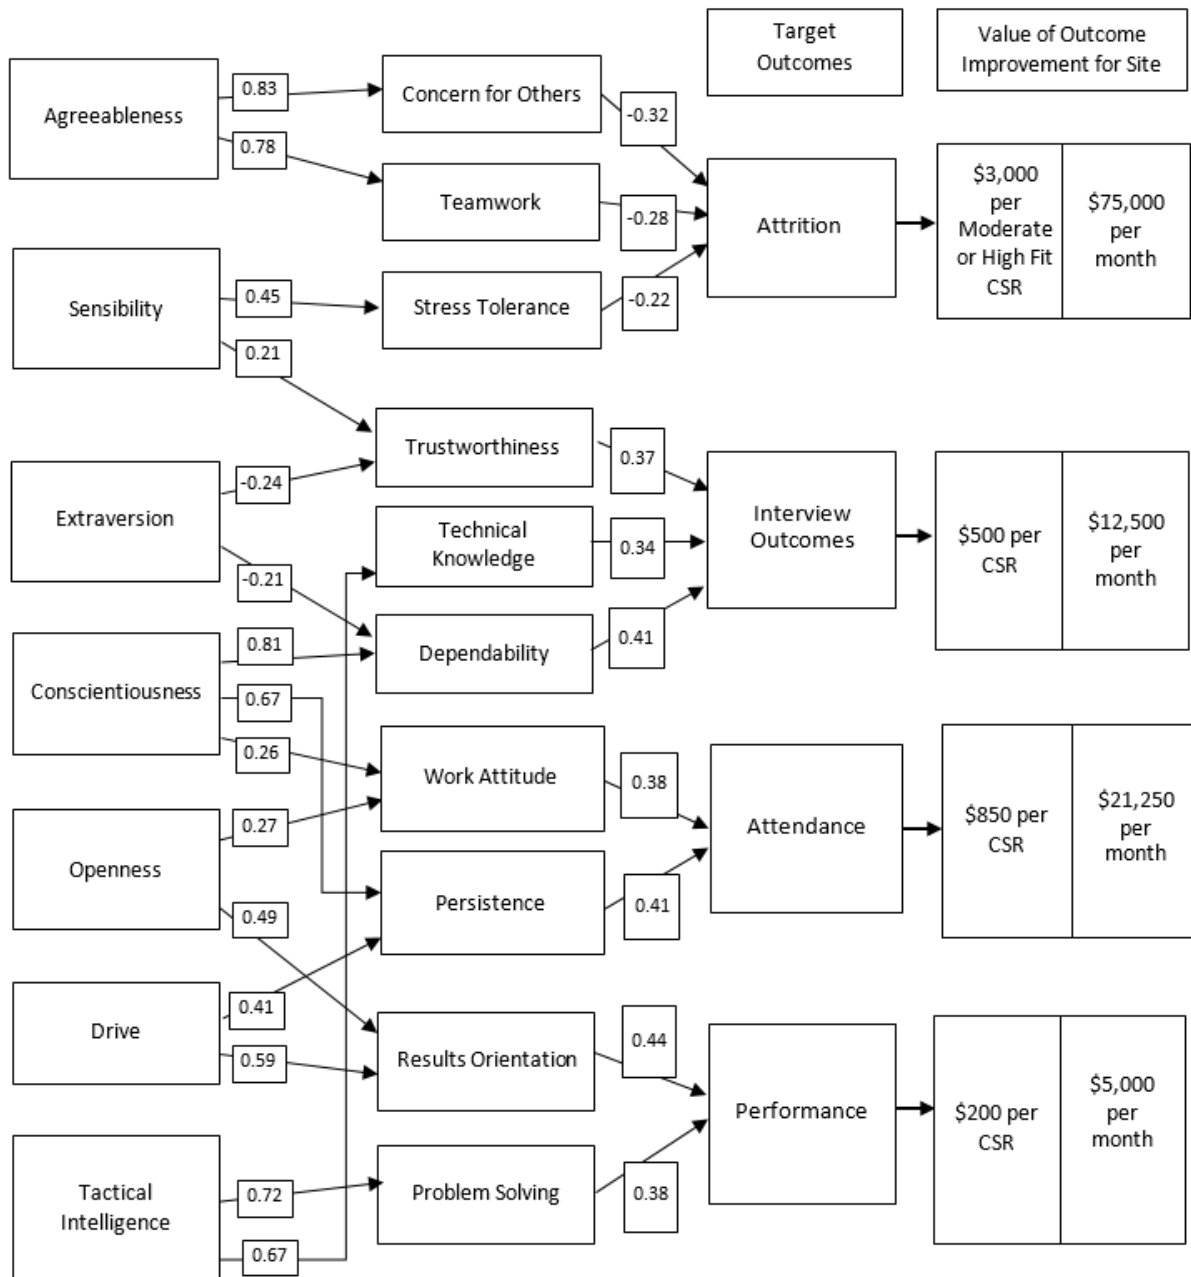 Target
Outcomes
Value of Outcome
Improvement for Site
Agreeableness
0.83
0.78
Concern for Others
-0.32
Teamwork
-0.28
Attrition
$3,000
per
Moderate
or High Fit
CSR
$75,000
per
month
Sensibility
0.45
0.21
Stress Tolerance
-0.22
Trustworthiness
0.37
Extraversion
-0.24
-0.21
Technical
Knowledge
0.34
Interview
Outcomes
$500 per
CSR
$12,500
per
month
Dependability
0.41
Conscientiousness
0.81
0.67
0.26
Work Attitude
0.38
Attendance
$850 per
CSR
$21,250
per
month
Openness
0.27
0.49
Persistence
0.41
Drive
0.41
0.59
Results Orientation
0.44
Performance
$200 per
CSR
$5,000
per
month
Tactical
Intelligence
0.72
0.67
Problem Solving
0.38